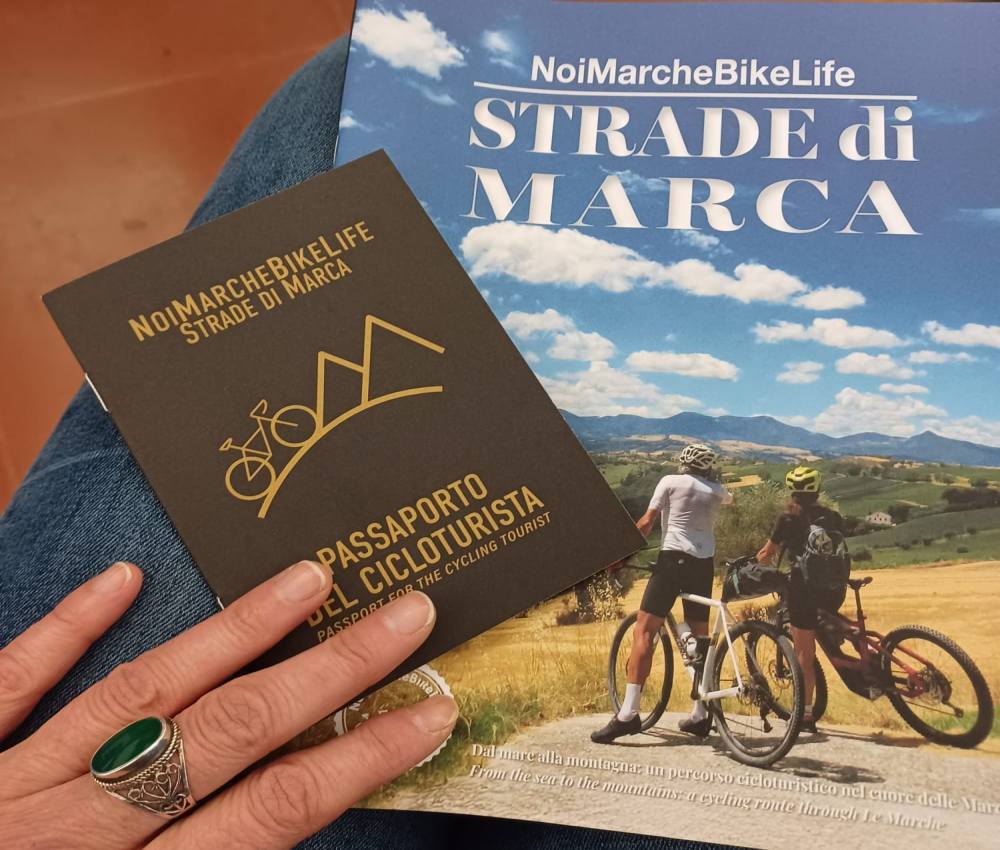 NoiMarcheBikeLife
STRADE di
MARCA
NOIMARCHEBIKELIFE
STRADE DI MARCA
PASSAPORTO
DEL CICLOTURISTA
PASSPORT FOR THE CYCLING TOURIST
Dal mare alla montagna: un percorso cicloturistico nel cuore delle Marc
From the sea to the mountains: a cycling route through Le Marche